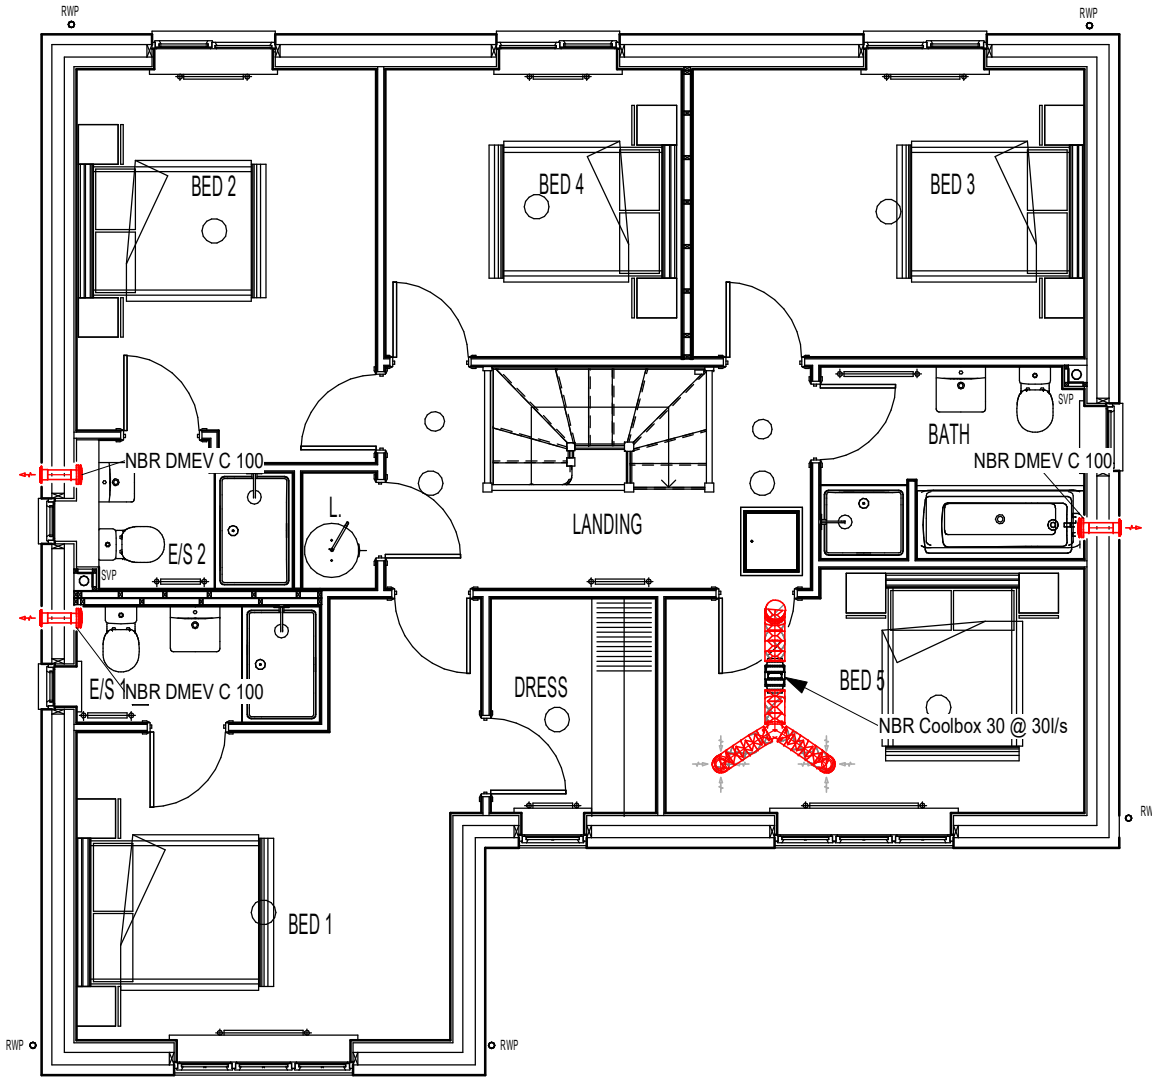 RWP
RWP
BED 2
BED 4
BED 3
SVP
BATH
NBR DMEV C 100
NBR DMEV C 100
L.
LANDING
E/S 2
SVP
E/S 1
NBR DMEV C 100
DRESS
BED 5
NBR Coolbox 30 @ 30l/s
RW
BED 1
RWP
RWP